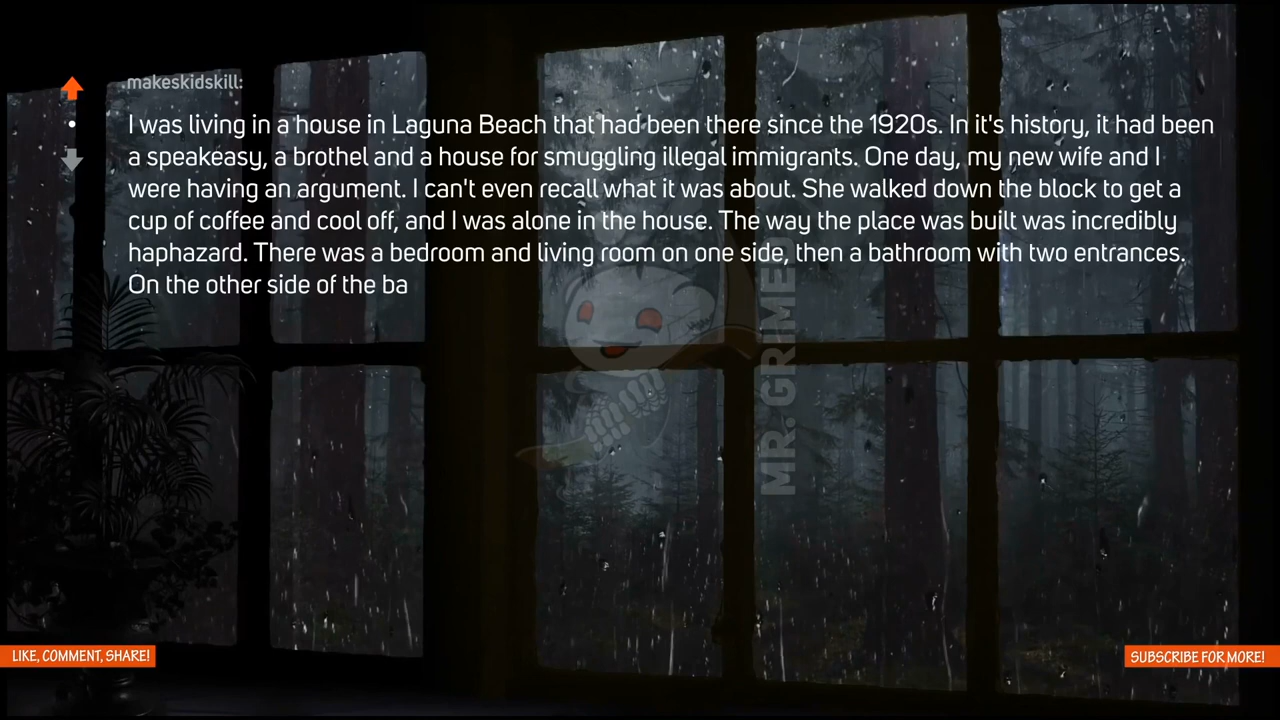 .makeskidskill:
I was living in a house in Laguna Beach that had been there since the 1920s. In it's history, it had been
a speakeasy, a brothel and a house for smuggling illegal immigrants. One day, my new wife and I
were having an argument. I can't even recall what it was about. She walked down the block to get a
cup of coffee and cool off, and I was alone in the house. The way the place was built was incredibly
haphazard. There was a bedroom and living room on one side, then a bathroom with two entrances.
On the other side of the ba
MR. GRIMED
LIKE, COMMENT, SHARE!
SUBSCRIBE FOR MORE!